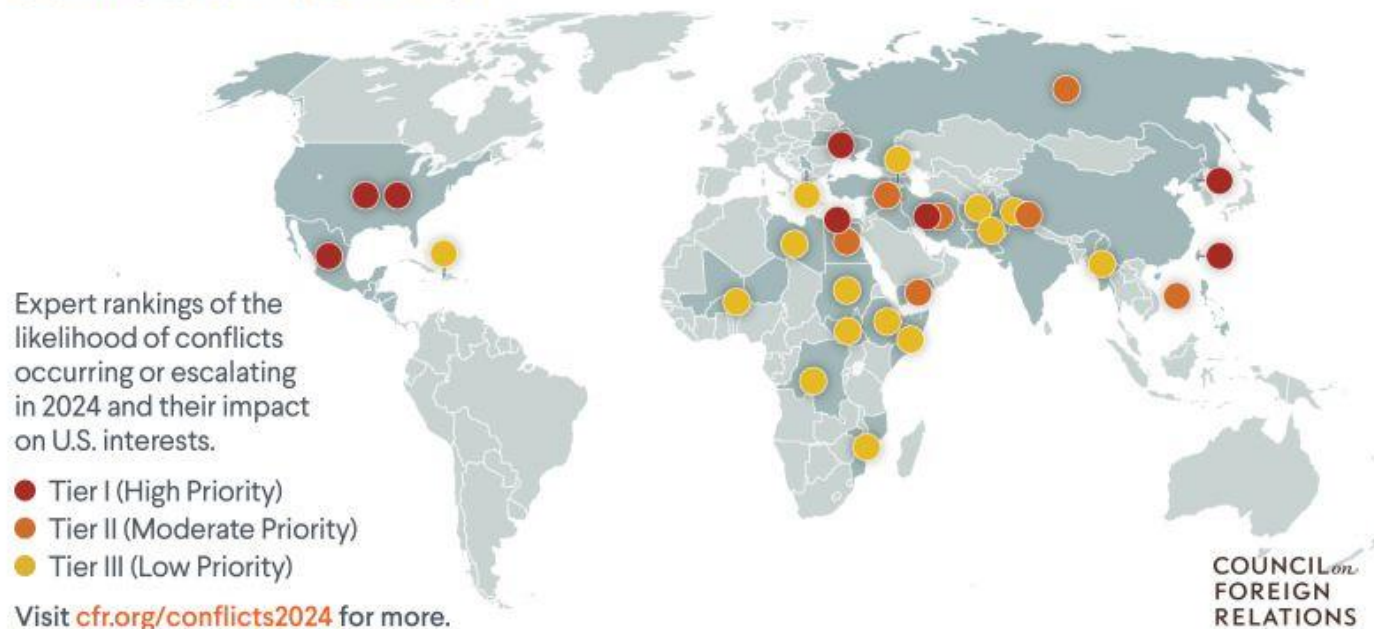 Expert rankings of the
likelihood of conflicts
occurring or escalating
in 2024 and their impact
on U.S. interests.
Tier I (High Priority)
Tier II (Moderate Priority)
Tier III (Low Priority)
Visit cfr.org/conflicts2024 for more.
COUNCIL on
FOREIGN
RELATIONS